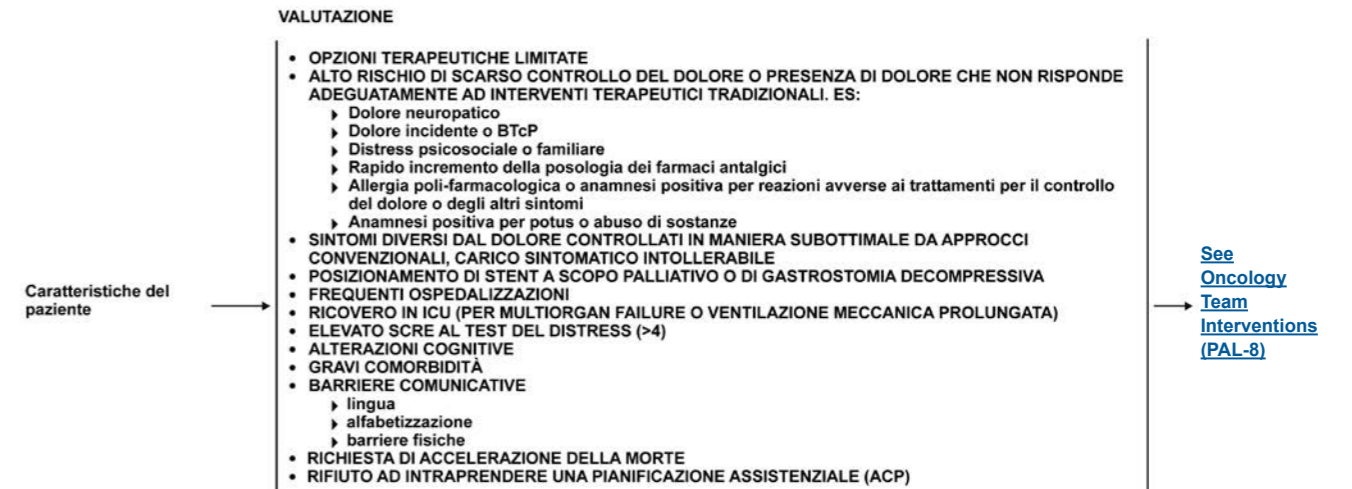 VALUTAZIONE
• OPZIONI TERAPEUTICHE LIMITATE
• ALTO RISCHIO DI SCARSO CONTROLLO DEL DOLORE O PRESENZA DI DOLORE CHE NON RISPONDE
ADEGUATAMENTE AD INTERVENTI TERAPEUTICI TRADIZIONALI. ES:
Dolore neuropatico
Dolore incidente o BTcP
Distress psicosociale o familiare
Rapido incremento della posologia dei farmaci antalgici
Allergia poli-farmacologica o anamnesi positiva per reazioni avverse ai trattamenti per il controllo
del dolore o degli altri sintomi
Anamnesi positiva per potus o abuso di sostanze
• SINTOMI DIVERSI DAL DOLORE CONTROLLATI IN MANIERA SUBOTTIMALE DA APPROCCI
CONVENZIONALI, CARICO SINTOMATICO INTOLLERABILE
• POSIZIONAMENTO DI STENT A SCOPO PALLIATIVO O DI GASTROSTOMIA DECOMPRESSIVA
• FREQUENTI OSPEDALIZZAZIONI
• RICOVERO IN ICU (PER MULTIORGAN FAILURE O VENTILAZIONE MECCANICA PROLUNGATA)
• ELEVATO SCRE AL TEST DEL DISTRESS (>4)
• ALTERAZIONI COGNITIVE
• GRAVI COMORBIDITÀ
• BARRIERE COMUNICATIVE
lingua
alfabetizzazione
barriere fisiche
• RICHIESTA DI ACCELERAZIONE DELLA MORTE
• RIFIUTO AD INTRAPRENDERE UNA PIANIFICAZIONE ASSISTENZIALE (ACP)
Caratteristiche del
paziente
See
Oncology
Team
Interventions
(PAL-8)